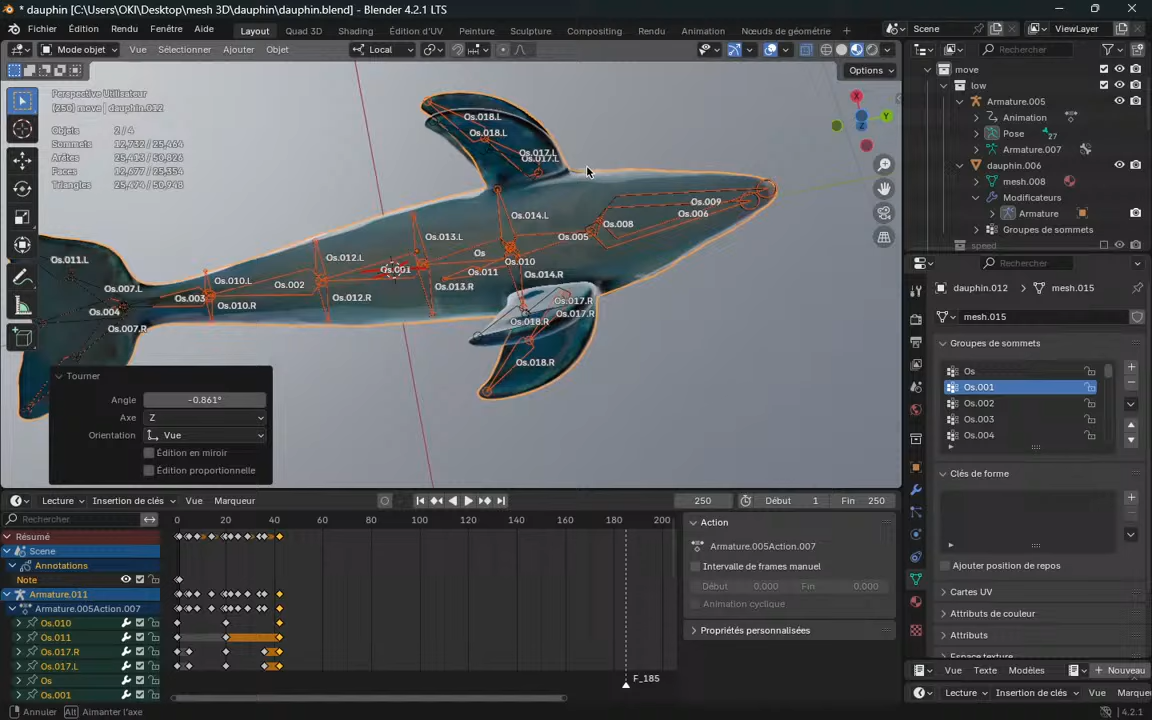 * dauphin [C:\Users\OKI\Desktop\mesh 3D\dauphin\dauphin.blend] - Blender 4.2.1 LTS
Fichier Édition Rendu Fenêtre Aide Layout Quad 3D Shading Édition d'UV Peinture Sculpture Compositing Rendu Animation Nœuds de géométrie + Scene ViewLayer
Mode objet Vue Sélectionner Ajouter Objet Local Rechercher
Options
move
low
Armature.005
Animation
Pose 27
Armature.007
dauphin.006
mesh.008
Modificateurs
Armature
Groupes de sommets
speed
Perspective Utilisateur
(250) move | dauphin.012
Objets 2 / 4
Sommets 12,732 / 25,464
Faces 12,677 / 25,354
Triangles 25,474 / 50,948
X
Y
Z
Os.018.L
Os.018.L
Os.017.L
Os.017.L
Os.009
Os.006
Os.014.L
Os.008
Os.013.L
Os.005
Os
Os.012.L
Os.010
Os.001
Os.011
Os.014.R
Os.011.L
Os.010.L
Os.002
Os.013.R
Os.007.L
Os.003
Os.012.R
Os.010.R
Os.017.R
Os.017.R
Os.004
Os.018.R
Os.007.R
Os.018.R
Tourner
Angle -0.861°
Axe Z
Orientation Vue
Édition en miroir
Édition proportionnelle
Rechercher
dauphin.012 mesh.015
mesh.015
Groupes de sommets
Os
Os.001
Os.002
Os.003
Os.004
Clés de forme
Ajouter position de repos
Cartes UV
Attributs de couleur
Attributs
Espace texture
Lecture Insertion de clés Vue Marqueur 250 Début 1 Fin 250
Rechercher 0 20 40 60 80 100 120 140 160 180 200
Résumé
Scene
Annotations
Note
Armature.011
Armature.005Action.007
Os.010
Os.011
Os.017.R
Os.017.L
Os
Os.001
F_185
Action
Armature.005Action.007
Intervalle de frames manuel
Début 0.000 Fin 0.000
Animation cyclique
Propriétés personnalisées
Vue Texte Modèles + Nouveau
Lecture Insertion de clés Vue Marque
Annuler Alt Aimanter l'axe 4.2.1